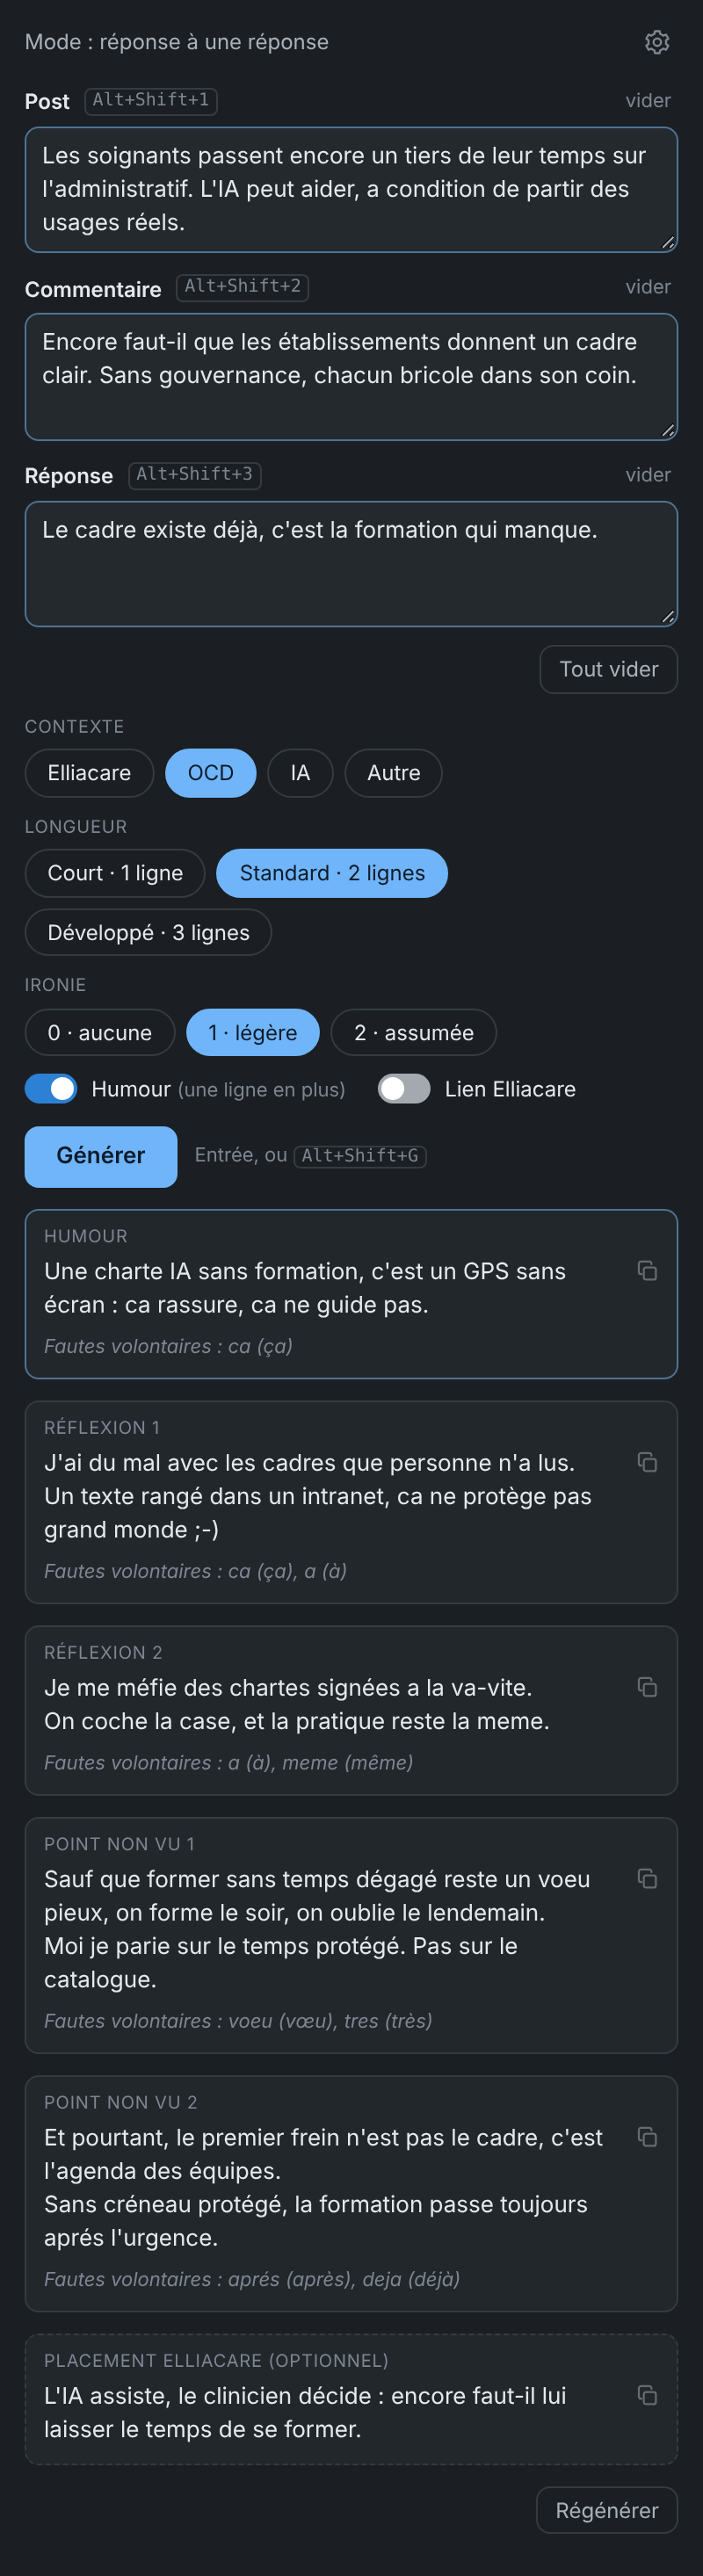 Mode : réponse à une réponse
Post Alt+Shift+1 vider
Les soignants passent encore un tiers de leur temps sur
l'administratif. L'IA peut aider, a condition de partir des
usages réels.
Commentaire Alt+Shift+2 vider
Encore faut-il que les établissements donnent un cadre
clair. Sans gouvernance, chacun bricole dans son coin.
Réponse Alt+Shift+3 vider
Le cadre existe déjà, c'est la formation qui manque.
Tout vider
CONTEXTE
Elliacare OCD IA Autre
LONGUEUR
Court · 1 ligne Standard · 2 lignes
Développé · 3 lignes
IRONIE
0 · aucune 1 · légère 2 · assumée
Humour (une ligne en plus) Lien Elliacare
Générer Entrée, ou Alt+Shift+G
HUMOUR
Une charte IA sans formation, c'est un GPS sans
écran : ca rassure, ca ne guide pas.
Fautes volontaires : ca (ça)
RÉFLEXION 1
J'ai du mal avec les cadres que personne n'a lus.
Un texte rangé dans un intranet, ca ne protège pas
grand monde ;-)
Fautes volontaires : ca (ça), a (à)
RÉFLEXION 2
Je me méfie des chartes signées a la va-vite.
On coche la case, et la pratique reste la meme.
Fautes volontaires : a (à), meme (même)
POINT NON VU 1
Sauf que former sans temps dégagé reste un voeu
pieux, on forme le soir, on oublie le lendemain.
Moi je parie sur le temps protégé. Pas sur le
catalogue.
Fautes volontaires : voeu (vœu), tres (très)
POINT NON VU 2
Et pourtant, le premier frein n'est pas le cadre, c'est
l'agenda des équipes.
Sans créneau protégé, la formation passe toujours
aprés l'urgence.
Fautes volontaires : aprés (après), deja (déjà)
PLACEMENT ELLIACARE (OPTIONNEL)
L'IA assiste, le clinicien décide : encore faut-il lui
laisser le temps de se former.
Régénérer